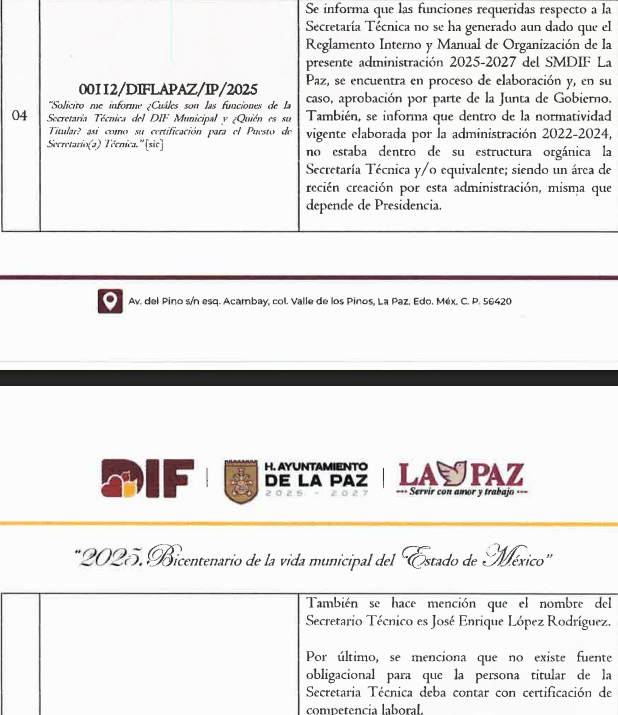 Se informa que las funciones requeridas respecto a la
Secretaría Técnica no se ha generado aun dado que el
Reglamento Interno y Manual de Organización de la
presente administración 2025-2027 del SMDIF La
Paz, se encuentra en proceso de elaboración y, en su
caso, aprobación por parte de la Junta de Gobierno.
También, se informa que dentro de la normatividad
vigente elaborada por la administración 2022-2024,
no estaba dentro de su estructura orgánica la
Secretaría Técnica y/o equivalente; siendo un área de
recién creación por esta administración, misma que
depende de Presidencia.
04
00112/DIFLAPAZ/IP/2025
"Solicito me informe ¿Cuáles son las funciones de la
Secretaría Técnica del DIF Municipal y ¿Quién es su
Titular? así como su certificación para el Puesto de
Secretario(a) Técnica." [sic]
Av. del Pino s/n esq. Acambay, col. Valle de los Pinos, La Paz, Edo. Méx. C. P. 56420
DIF
H. AYUNTAMIENTO
DE LA PAZ
2025 - 2027
LA PAZ
Servir con amor y trabajo
"2025. Bicentenario de la vida municipal del Estado de México"
También se hace mención que el nombre del
Secretario Técnico es José Enrique López Rodríguez.
Por último, se menciona que no existe fuente
obligacional para que la persona titular de la
Secretaria Técnica deba contar con certificación de
competencia laboral.